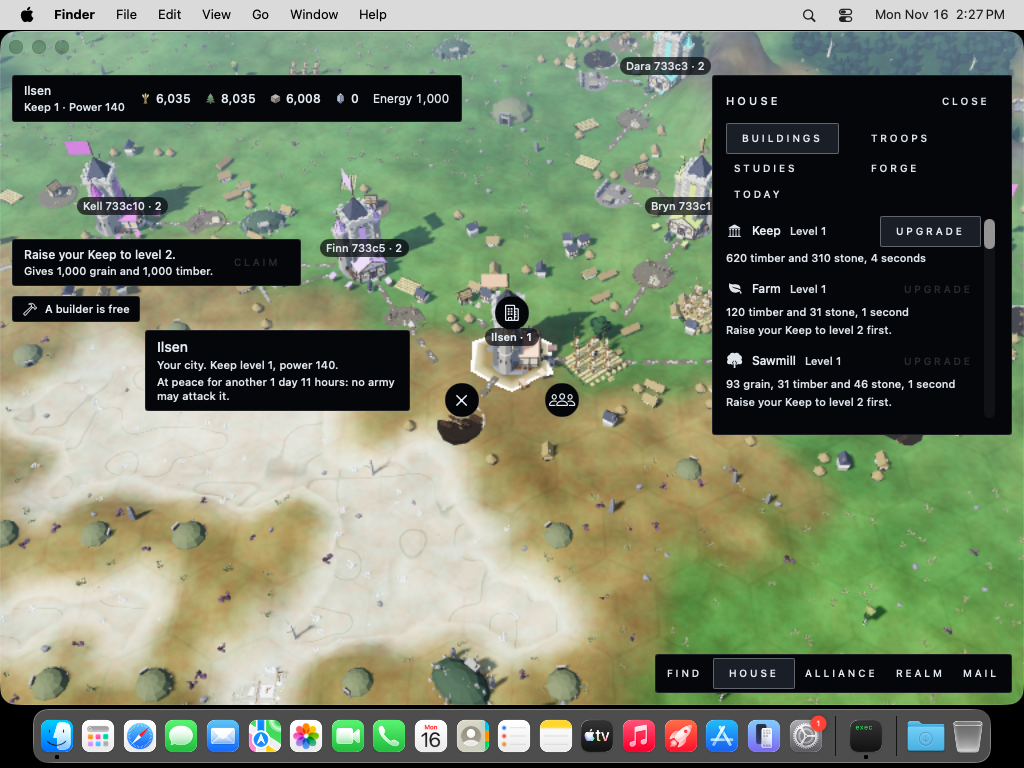 Finder File Edit View Go Window Help Mon Nov 16 2:27 PM
Dara 733c3 · 2
Ilsen
Keep 1 · Power 140
6,035 8,035 6,008 0 Energy 1,000
HOUSE CLOSE
BUILDINGS TROOPS
STUDIES FORGE
TODAY
Keep Level 1 UPGRADE
620 timber and 310 stone, 4 seconds
Farm Level 1 UPGRADE
120 timber and 31 stone, 1 second
Raise your Keep to level 2 first.
Sawmill Level 1 UPGRADE
93 grain, 31 timber and 46 stone, 1 second
Raise your Keep to level 2 first.
Kell 733c10 · 2
Bryn 733c1
Finn 733c5 · 2
Raise your Keep to level 2.
Gives 1,000 grain and 1,000 timber.
CLAIM
A builder is free
Ilsen · 1
Ilsen
Your city. Keep level 1, power 140.
At peace for another 1 day 11 hours: no army
may attack it.
FIND HOUSE ALLIANCE REALM MAIL
Mon
16
tv
1
exec